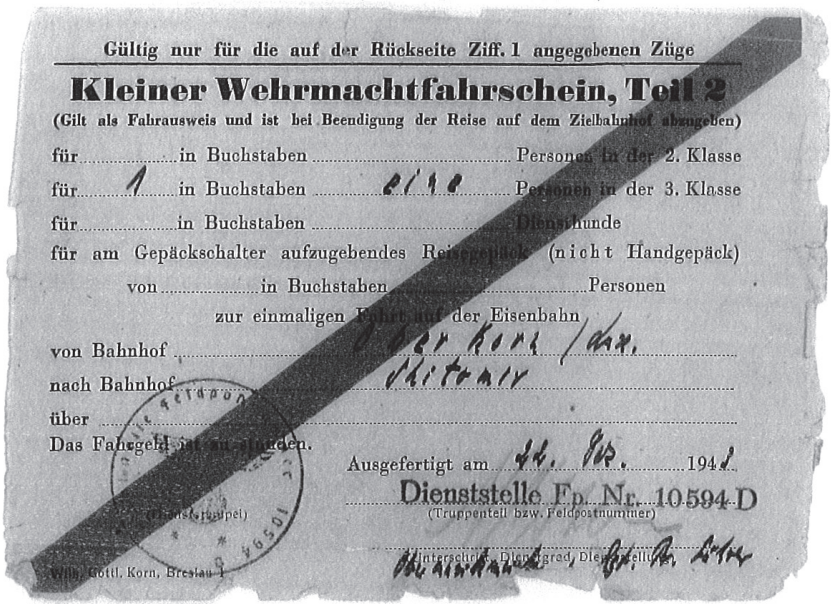 Gültig nur für die auf der Rückseite Ziff. 1 angegebenen Züge
Kleiner Wehrmachtfahrschein, Teil 2
(Gilt als Fahrausweis und ist bei Beendigung der Reise auf dem Zielbahnhof abzugeben)
für in Buchstaben Personen in der 2. Klasse
für 1 in Buchstaben eine Personen in der 3. Klasse
für in Buchstaben Diensthunde
für am Gepäckschalter aufzugebendes Reisegepäck (nicht Handgepäck)
von in Buchstaben Personen
zur einmaligen Fahrt auf der Eisenbahn
von Bahnhof Ober Korn /
nach Bahnhof Shitomir
über
Das Fahrgeld ist zu stunden.
Ausgefertigt am 22. 194
Dienststelle Fp. Nr. 10594 D
(Dienststempel) (Truppenteil bzw. Feldpostnummer)
Unterschrift, Dienstgrad, Dienststellung
Wilh. Gottl. Korn, Breslau 1